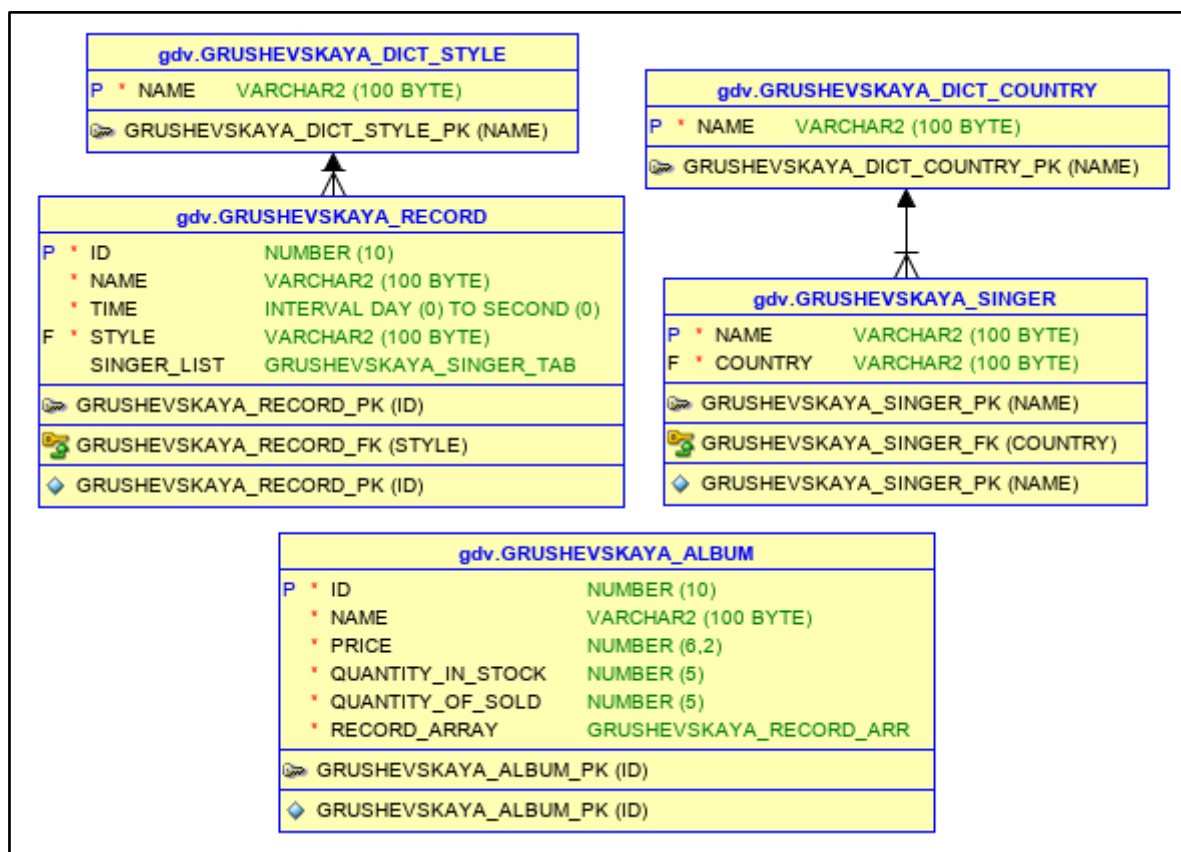 gdv.GRUSHEVSKAYA_DICT_STYLE
P * NAME VARCHAR2 (100 BYTE)
GRUSHEVSKAYA_DICT_STYLE_PK (NAME)
gdv.GRUSHEVSKAYA_DICT_COUNTRY
P * NAME VARCHAR2 (100 BYTE)
GRUSHEVSKAYA_DICT_COUNTRY_PK (NAME)
gdv.GRUSHEVSKAYA_RECORD
P * ID NUMBER (10)
* NAME VARCHAR2 (100 BYTE)
* TIME INTERVAL DAY (0) TO SECOND (0)
F * STYLE VARCHAR2 (100 BYTE)
SINGER_LIST GRUSHEVSKAYA_SINGER_TAB
GRUSHEVSKAYA_RECORD_PK (ID)
GRUSHEVSKAYA_RECORD_FK (STYLE)
GRUSHEVSKAYA_RECORD_PK (ID)
gdv.GRUSHEVSKAYA_SINGER
P * NAME VARCHAR2 (100 BYTE)
F * COUNTRY VARCHAR2 (100 BYTE)
GRUSHEVSKAYA_SINGER_PK (NAME)
GRUSHEVSKAYA_SINGER_FK (COUNTRY)
GRUSHEVSKAYA_SINGER_PK (NAME)
gdv.GRUSHEVSKAYA_ALBUM
P * ID NUMBER (10)
* NAME VARCHAR2 (100 BYTE)
* PRICE NUMBER (6,2)
* QUANTITY_IN_STOCK NUMBER (5)
* QUANTITY_OF_SOLD NUMBER (5)
* RECORD_ARRAY GRUSHEVSKAYA_RECORD_ARR
GRUSHEVSKAYA_ALBUM_PK (ID)
GRUSHEVSKAYA_ALBUM_PK (ID)